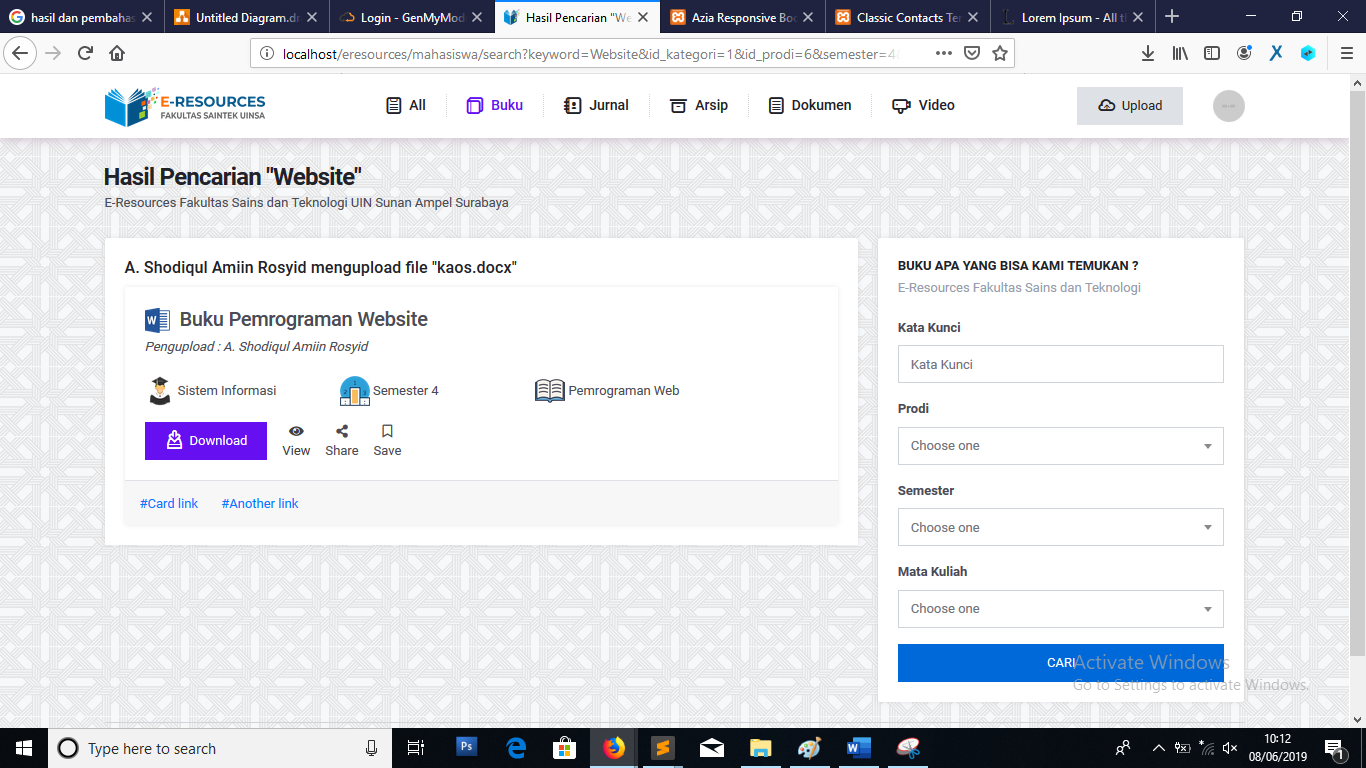 hasil dan pembahas
Untitled Diagram.dr
Login - GenMyMod
Hasil Pencarian "We
Azia Responsive Boo
Classic Contacts Ter
Lorem Ipsum - All th
localhost/eresources/mahasiswa/search?keyword=Website&id_kategori=1&id_prodi=6&semester=4
E-RESOURCES
FAKULTAS SAINTEK UINSA
All
Buku
Jurnal
Arsip
Dokumen
Video
Upload
Hasil Pencarian "Website"
E-Resources Fakultas Sains dan Teknologi UIN Sunan Ampel Surabaya
A. Shodiqul Amiin Rosyid mengupload file "kaos.docx"
Buku Pemrograman Website
Pengupload : A. Shodiqul Amiin Rosyid
Sistem Informasi
Semester 4
Pemrograman Web
Download
View
Share
Save
#Card link
#Another link
BUKU APA YANG BISA KAMI TEMUKAN ?
E-Resources Fakultas Sains dan Teknologi
Kata Kunci
Kata Kunci
Prodi
Choose one
Semester
Choose one
Mata Kuliah
Choose one
CARI
Activate Windows
Go to Settings to activate Windows.
Type here to search
10:12
08/06/2019
1